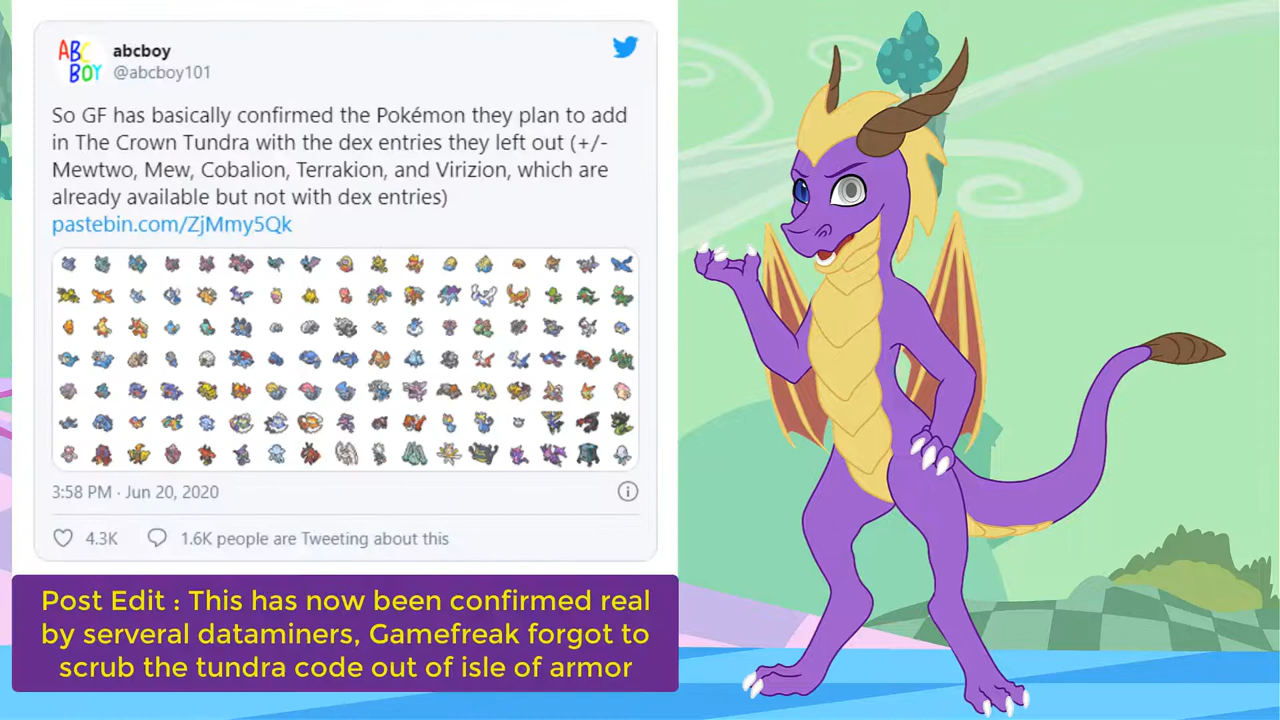 ABC
BOY
abcboy
@abcboy101
So GF has basically confirmed the Pokémon they plan to add
in The Crown Tundra with the dex entries they left out (+/-
Mewtwo, Mew, Cobalion, Terrakion, and Virizion, which are
already available but not with dex entries)
pastebin.com/ZjMmy5Qk
3:58 PM · Jun 20, 2020
4.3K
1.6K people are Tweeting about this
Post Edit : This has now been confirmed real
by serveral dataminers, Gamefreak forgot to
scrub the tundra code out of isle of armor